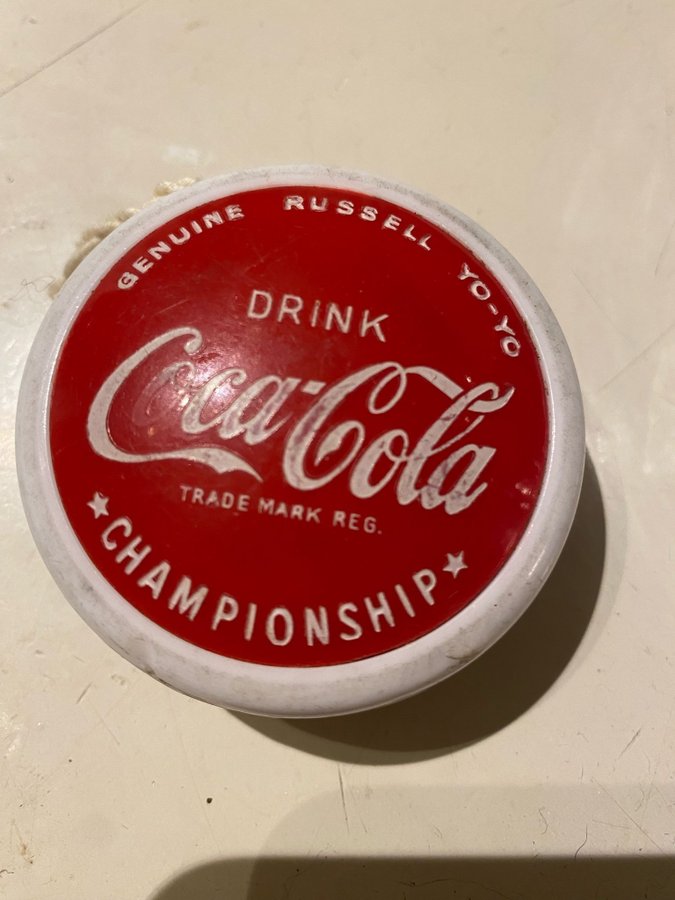 GENUINE RUSSELL YO-YO
DRINK
Coca-Cola
TRADE MARK REG.
★CHAMPIONSHIP★